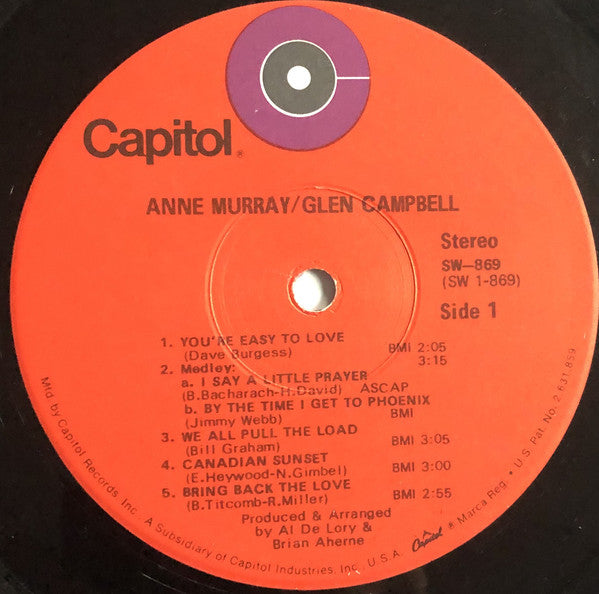 Capitol®
ANNE MURRAY/GLEN CAMPBELL
Stereo
SW-869
(SW 1-869)
Side 1
1. YOU'RE EASY TO LOVE
(Dave Burgess) BMI 2:05
2. Medley: 3:15
a. I SAY A LITTLE PRAYER
(B.Bacharach-H.David) ASCAP
b. BY THE TIME I GET TO PHOENIX
(Jimmy Webb) BMI
3. WE ALL PULL THE LOAD
(Bill Graham) BMI 3:05
4. CANADIAN SUNSET
(E.Heywood-N.Gimbel) BMI 3:00
5. BRING BACK THE LOVE
(B.Titcomb-R.Miller) BMI 2:55
Produced & Arranged
by Al De Lory &
Brian Aherne
Mfd by Capitol Records Inc. A Subsidiary of Capitol Industries, Inc., U.S.A. Capitol ® Marca Reg. • U.S. Pat. No. 2,631,859